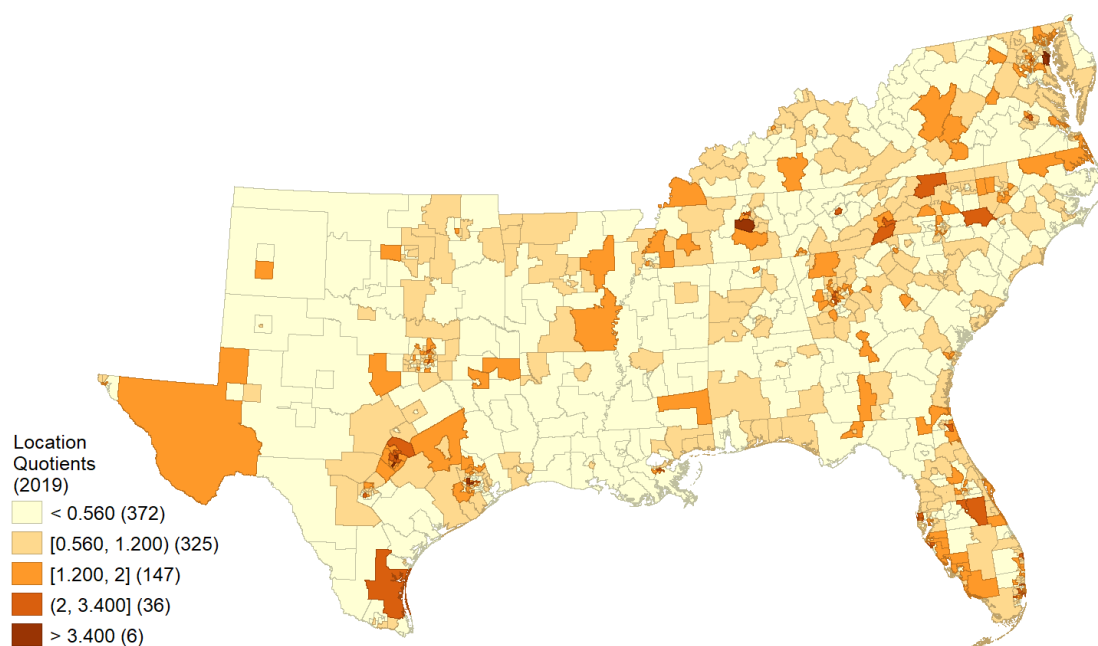 Location
Quotients
(2019)
< 0.560 (372)
[0.560, 1.200) (325)
[1.200, 2] (147)
(2, 3.400] (36)
> 3.400 (6)